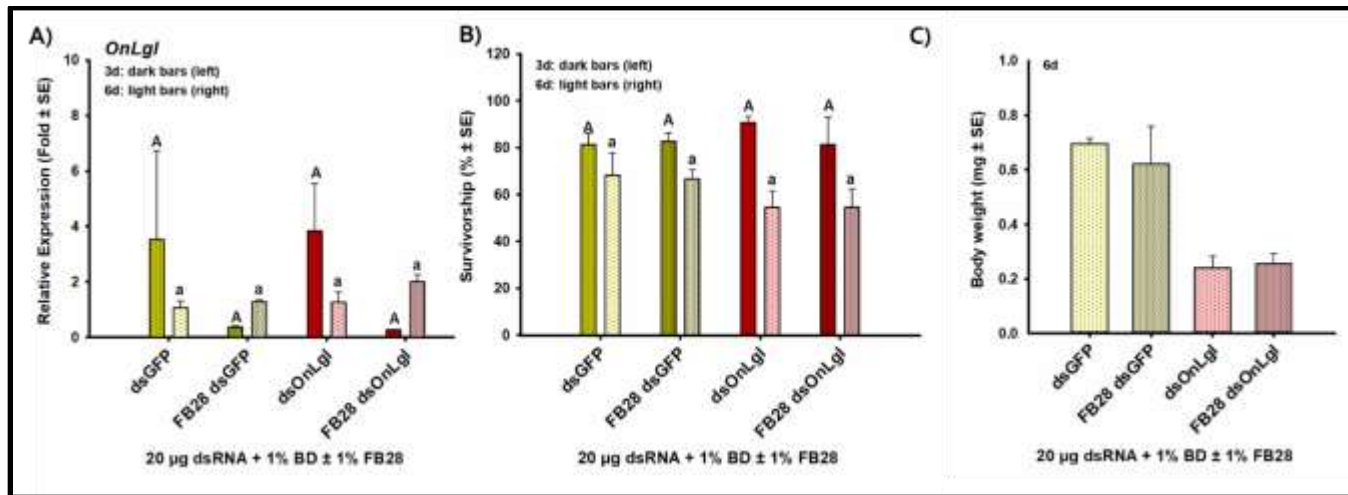 A)
OnLgl
3d: dark bars (left)
6d: light bars (right)
Relative Expression (Fold ± SE)
10
8
6
4
2
0
A
a
A
a
A
a
A
a
dsGFP
FB28 dsGFP
dsOnLgl
FB28 dsOnLgl
20 µg dsRNA + 1% BD ± 1% FB28
B)
3d: dark bars (left)
6d: light bars (right)
Survivorship (% ± SE)
120
100
80
60
40
20
0
A
a
A
a
A
a
A
a
dsGFP
FB28 dsGFP
dsOnLgl
FB28 dsOnLgl
20 µg dsRNA + 1% BD ± 1% FB28
C)
6d
Body weight (mg ± SE)
1.0
0.8
0.6
0.4
0.2
0.0
dsGFP
FB28 dsGFP
dsOnLgl
FB28 dsOnLgl
20 µg dsRNA + 1% BD ± 1% FB28